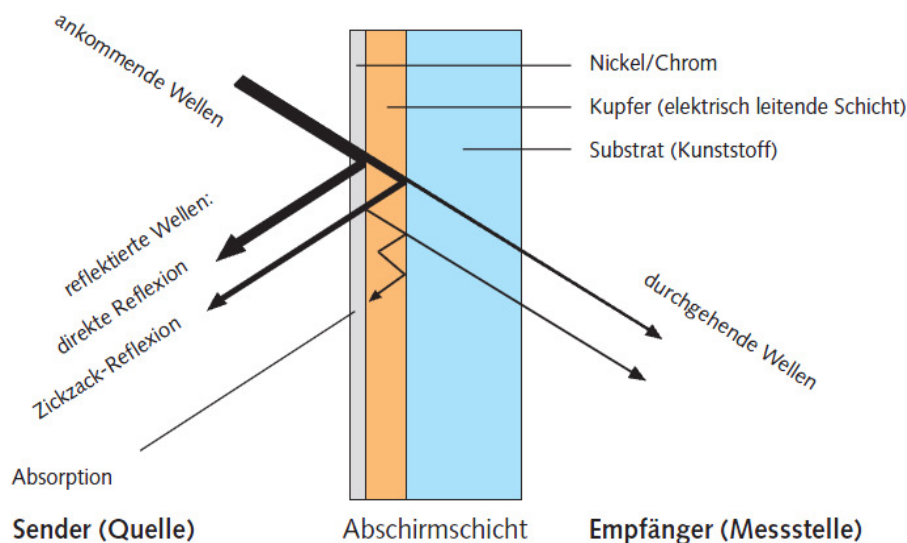 ankommende Wellen
Nickel/Chrom
Kupfer (elektrisch leitende Schicht)
Substrat (Kunststoff)
reflektierte Wellen:
direkte Reflexion
Zickzack-Reflexion
durchgehende Wellen
Absorption
Sender (Quelle)
Abschirmschicht
Empfänger (Messstelle)